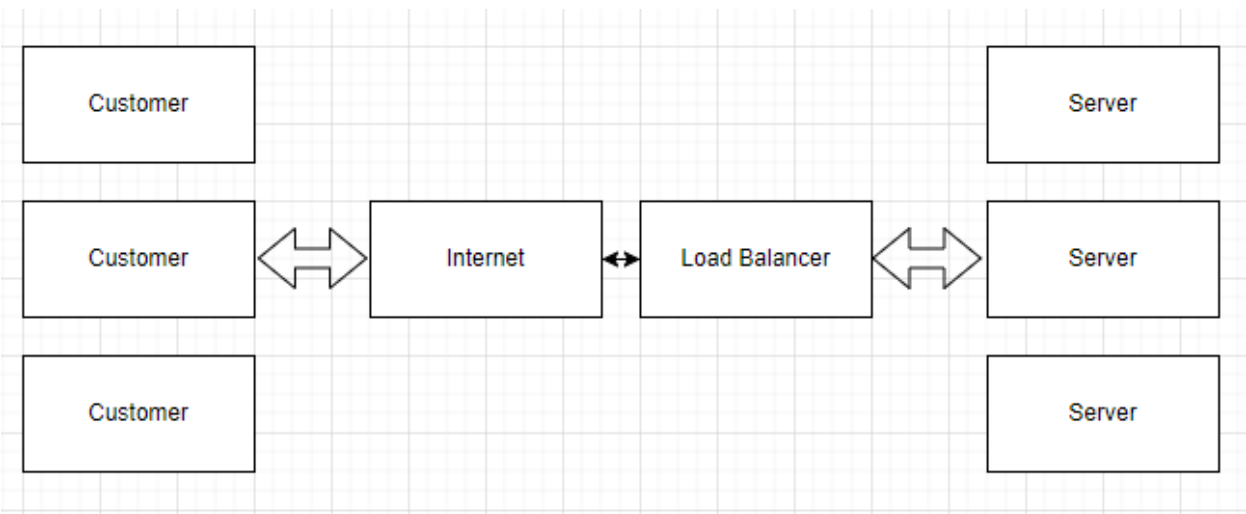 Customer
Server
Customer
Internet
Load Balancer
Server
Customer
Server